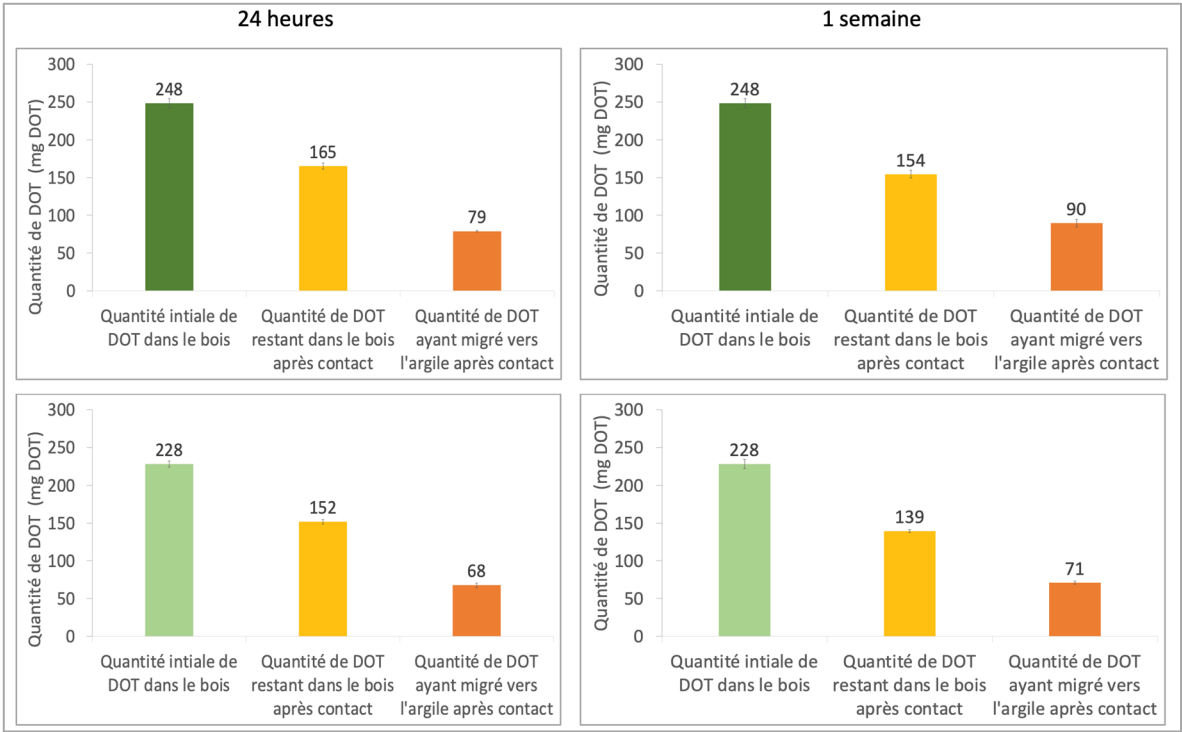 24 heures
1 semaine
Quantité de DOT (mg DOT)
300
250
200
150
100
50
0
248
165
79
Quantité intiale de
DOT dans le bois
Quantité de DOT
restant dans le bois
après contact
Quantité de DOT
ayant migré vers
l'argile après contact
Quantité de DOT (mg DOT)
300
250
200
150
100
50
0
248
154
90
Quantité intiale de
DOT dans le bois
Quantité de DOT
restant dans le bois
après contact
Quantité de DOT
ayant migré vers
l'argile après contact
Quantité de DOT (mg DOT)
300
250
200
150
100
50
0
228
152
68
Quantité intiale de
DOT dans le bois
Quantité de DOT
restant dans le bois
après contact
Quantité de DOT
ayant migré vers
l'argile après contact
Quantité de DOT (mg DOT)
300
250
200
150
100
50
0
228
139
71
Quantité intiale de
DOT dans le bois
Quantité de DOT
restant dans le bois
après contact
Quantité de DOT
ayant migré vers
l'argile après contact